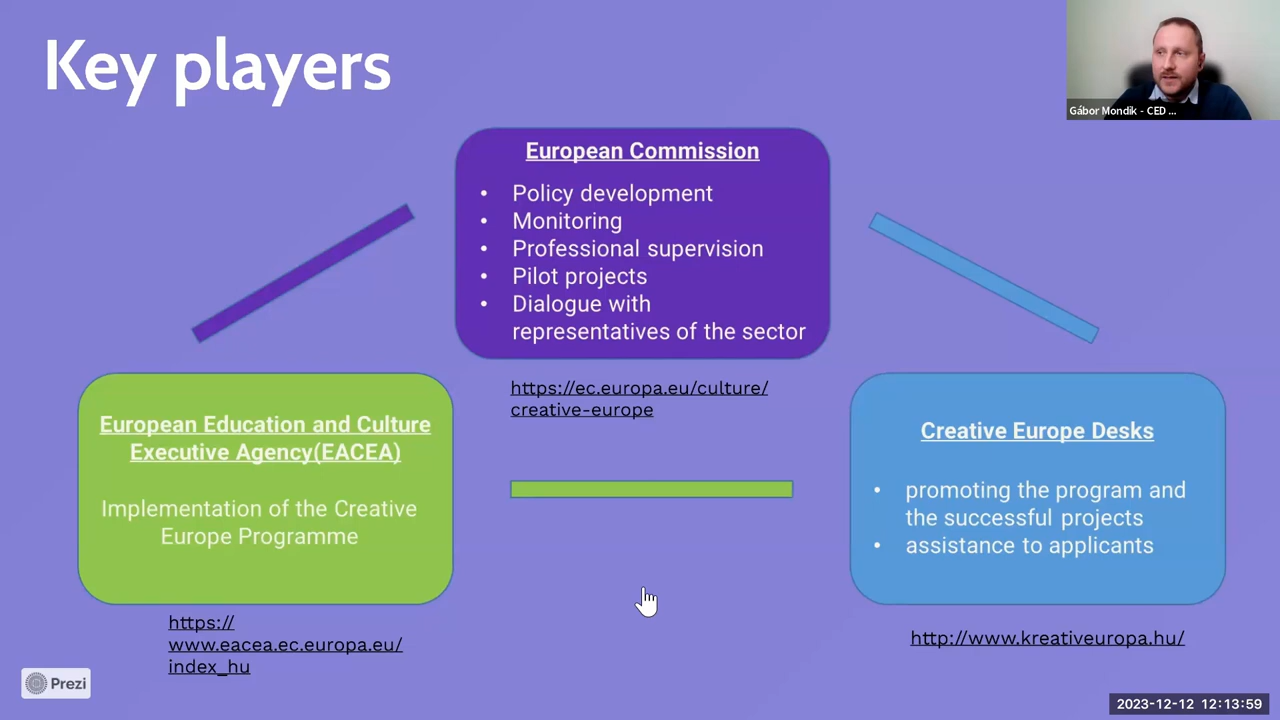 Key players
Gábor Mondik - CED ...
European Commission
• Policy development
• Monitoring
• Professional supervision
• Pilot projects
• Dialogue with
representatives of the sector
https://ec.europa.eu/culture/
creative-europe
European Education and Culture
Executive Agency(EACEA)
Implementation of the Creative
Europe Programme
https://
www.eacea.ec.europa.eu/
index_hu
Creative Europe Desks
• promoting the program and
the successful projects
• assistance to applicants
http://www.kreativeuropa.hu/
Prezi
2023-12-12 12:13:59